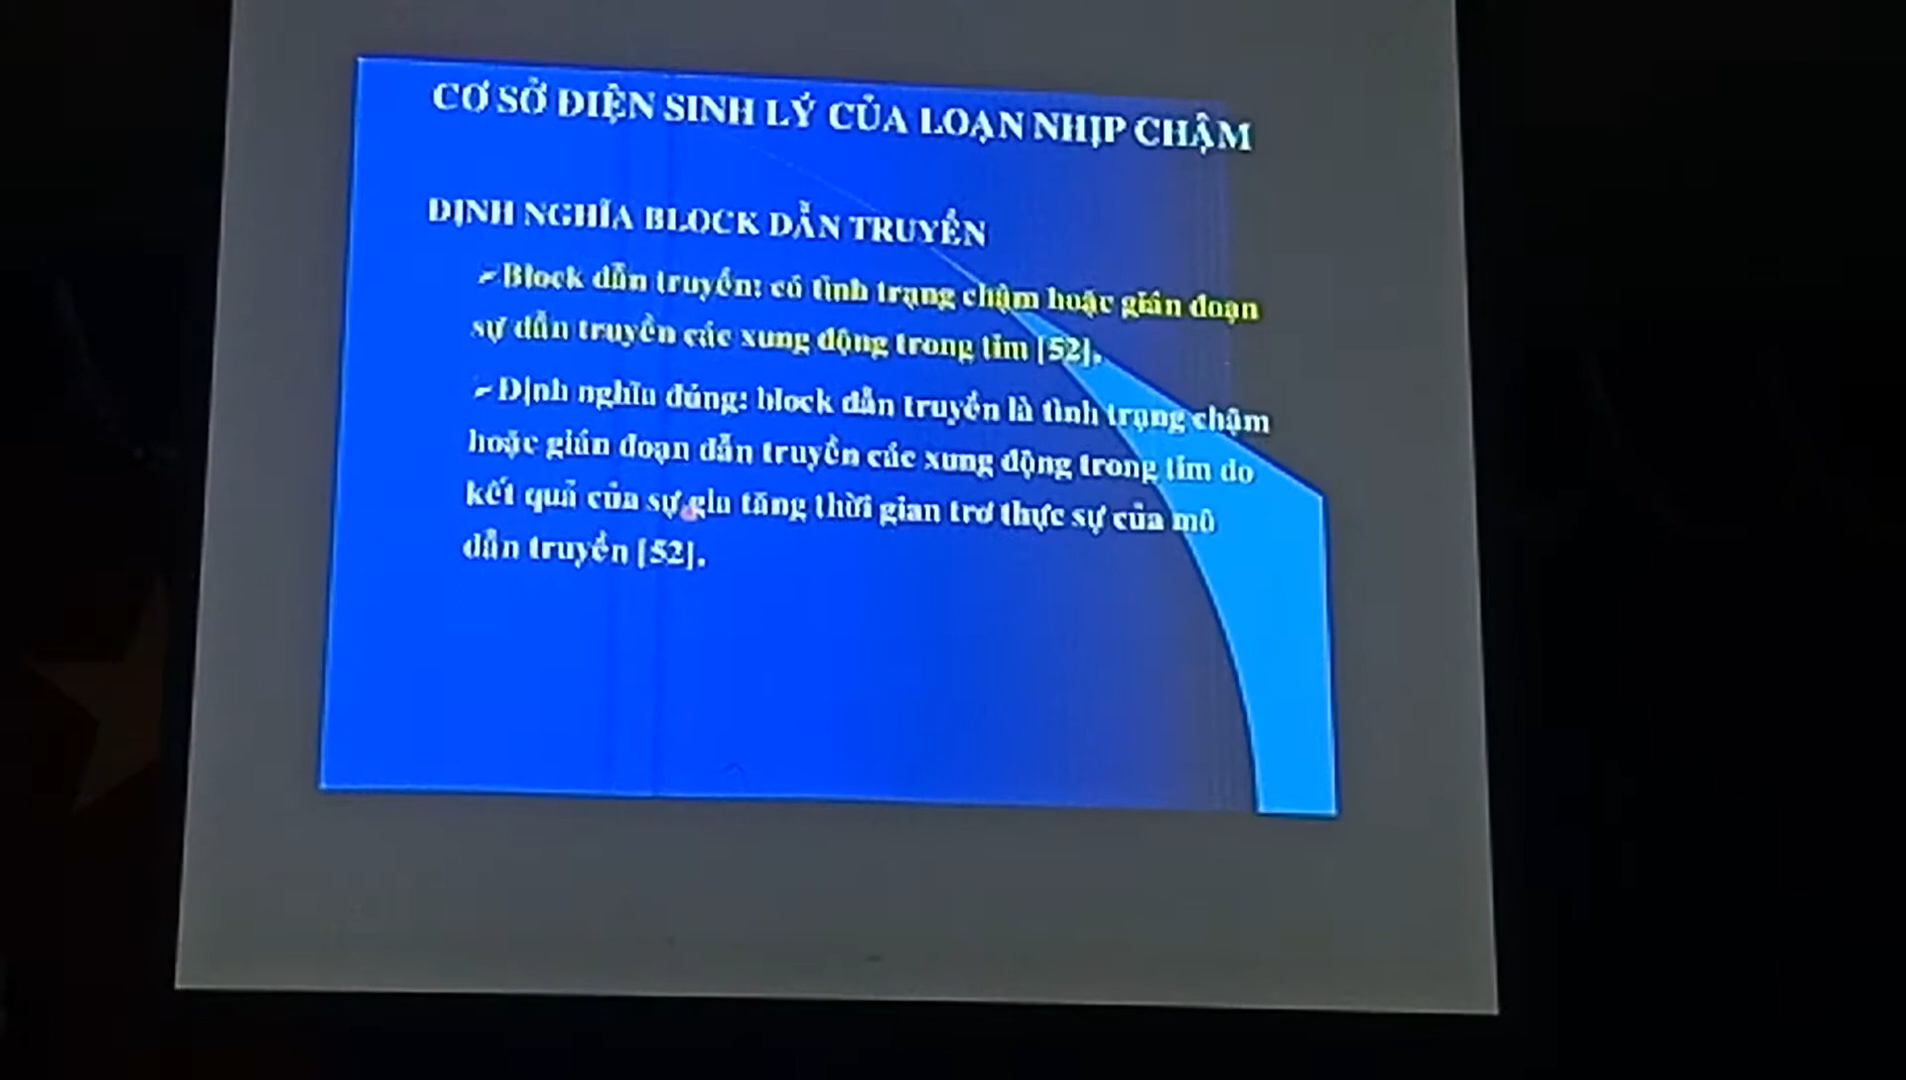 CƠ SỞ ĐIỆN SINH LÝ CỦA LOẠN NHỊP CHẬM
ĐỊNH NGHĨA BLOCK DẪN TRUYỀN
➢Block dẫn truyền: có tình trạng chậm hoặc gián đoạn
sự dẫn truyền các xung động trong tim [52].
➢Định nghĩa đúng: block dẫn truyền là tình trạng chậm
hoặc gián đoạn dẫn truyền các xung động trong tim do
kết quả của sự gia tăng thời gian trơ thực sự của mô
dẫn truyền [52].